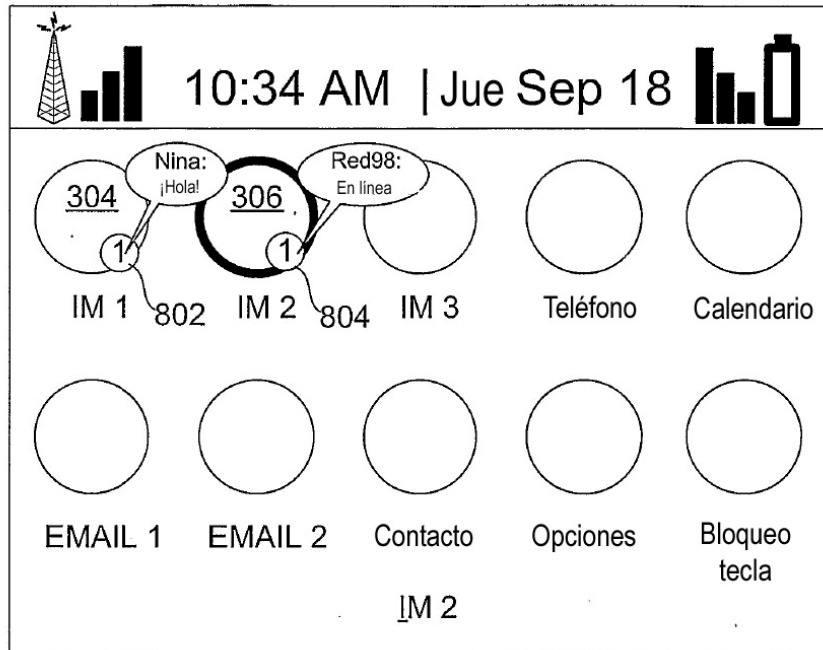 10:34 AM | Jue Sep 18
Nina:
¡Hola!
Red98:
En línea
304
306
1
1
IM 1
802
IM 2
804
IM 3
Teléfono
Calendario
EMAIL 1
EMAIL 2
Contacto
Opciones
Bloqueo
tecla
IM 2